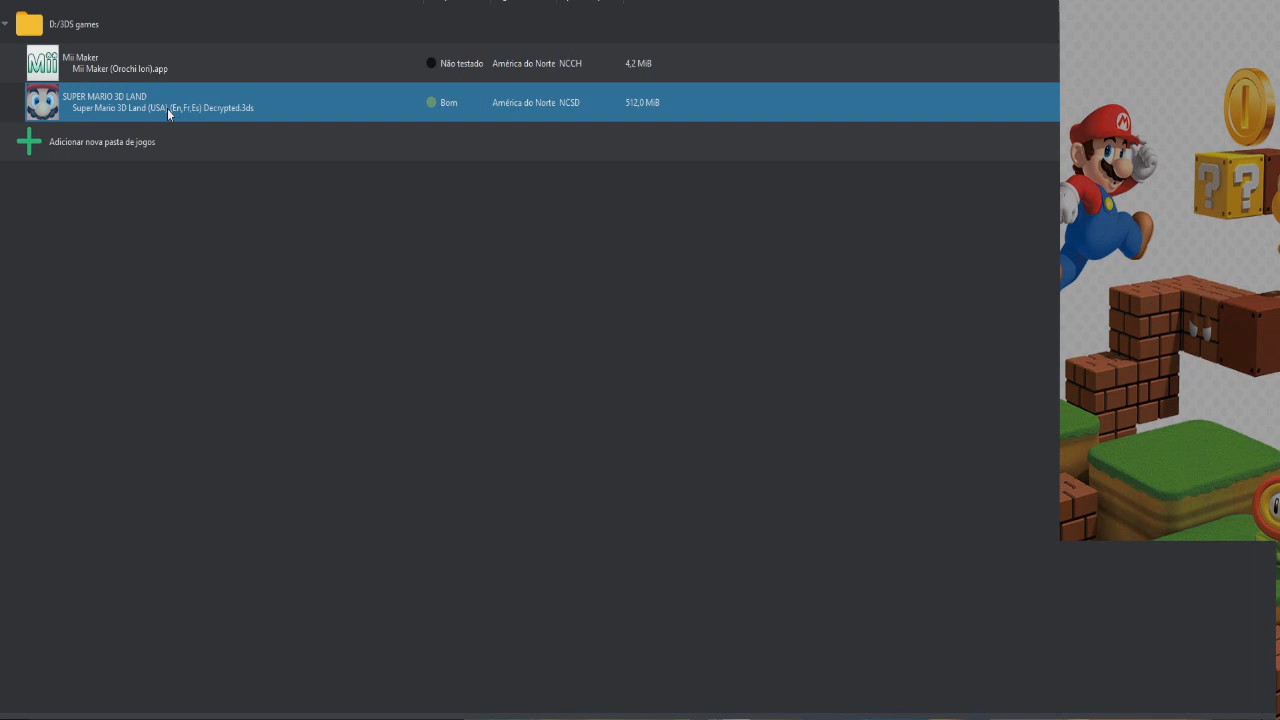 D:/3DS games
Mii
Mii Maker
Mii Maker (Orochi Iori).app
Não testado América do Norte NCCH 4,2 MiB
SUPER MARIO 3D LAND
Super Mario 3D Land (USA) (En,Fr,Es) Decrypted.3ds
Bom América do Norte NCSD 512,0 MiB
Adicionar nova pasta de jogos
M
? ?